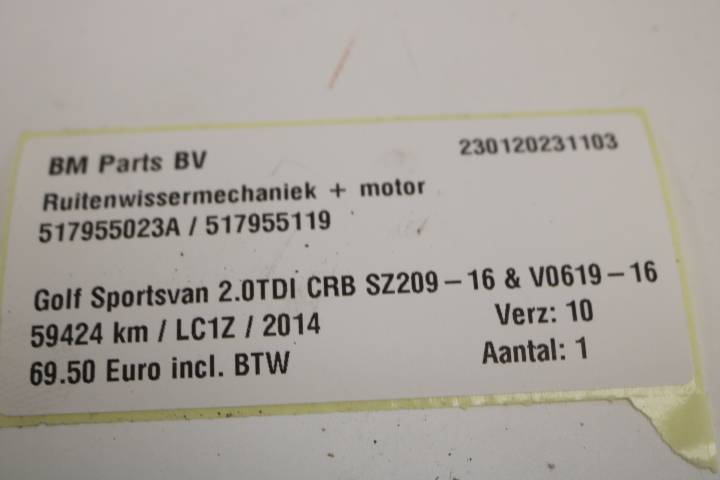 BM Parts BV 230120231103
Ruitenwissermechaniek + motor
517955023A / 517955119
Golf Sportsvan 2.0TDI CRB SZ209-16 & V0619-16
59424 km / LC1Z / 2014 Verz: 10
69.50 Euro incl. BTW Aantal: 1